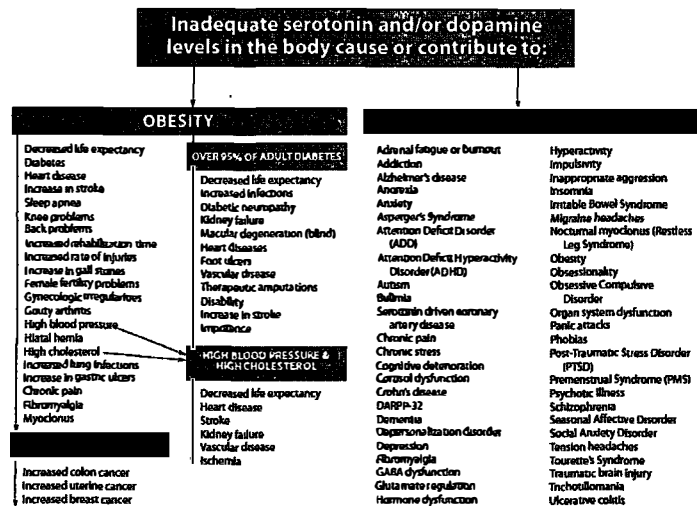 Inadequate serotonin and/or dopamine
levels in the body cause or contribute to:
OBESITY
Decreased life expectancy
Diabetes
Heart disease
Increase in stroke
Sleep apnea
Knee problems
Back problems
Increased rehabilization time
Increased rate of injuries
Increase in gall stones
Female fertility problems
Gynecologic irregularities
Gouty arthritis
High blood pressure
Hiatal hernia
High cholesterol
Increased lung infections
Increase in gastric ulcers
Chronic pain
Fibromyalgia
Myoclonus
Increased colon cancer
Increased uterine cancer
Increased breast cancer
OVER 95% OF ADULT DIABETES
Decreased life expectancy
Increased infections
Diabetic neuropathy
Kidney failure
Macular degeneration (blind)
Heart diseases
Foot ulcers
Vascular disease
Therapeutic amputations
Disability
Increase in stroke
Impotence
HIGH BLOOD PRESSURE &
HIGH CHOLESTEROL
Decreased life expectancy
Heart disease
Stroke
Kidney failure
Vascular disease
Ischemia
Adrenal fatigue or burnout
Addiction
Alzheimer's disease
Anorexia
Anxiety
Asperger's Syndrome
Attention Deficit Disorder
(ADD)
Attention Deficit Hyperactivity
Disorder (ADHD)
Autism
Bulimia
Serotonin driven coronary
artery disease
Chronic pain
Chronic stress
Cognitive deterioration
Cortisol dysfunction
Crohn's disease
DARPP-32
Dementia
Depersonalization disorder
Depression
Fibromyalgia
GABA dysfunction
Glutamate regulation
Hormone dysfunction
Hyperactivity
Impulsivity
Inappropriate aggression
Insomnia
Irritable Bowel Syndrome
Migraine headaches
Nocturnal myoclonus (Restless
Leg Syndrome)
Obesity
Obsessionality
Obsessive Compulsive
Disorder
Organ system dysfunction
Panic attacks
Phobias
Post-Traumatic Stress Disorder
(PTSD)
Premenstrual Syndrome (PMS)
Psychotic illness
Schizophrenia
Seasonal Affective Disorder
Social Anxiety Disorder
Tension headaches
Tourette's Syndrome
Traumatic brain injury
Trichotillomania
Ulcerative colitis